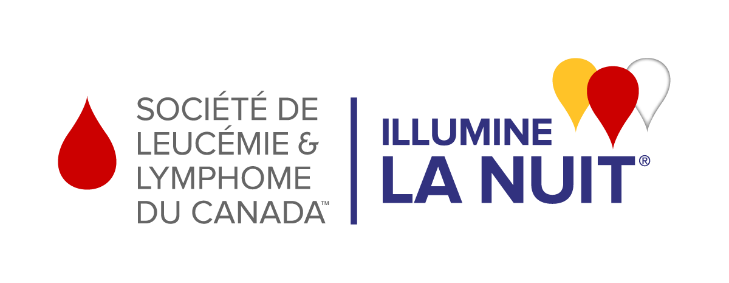 SOCIÉTÉ DE
LEUCÉMIE &
LYMPHOME
DU CANADA™
ILLUMINE
LA NUIT®